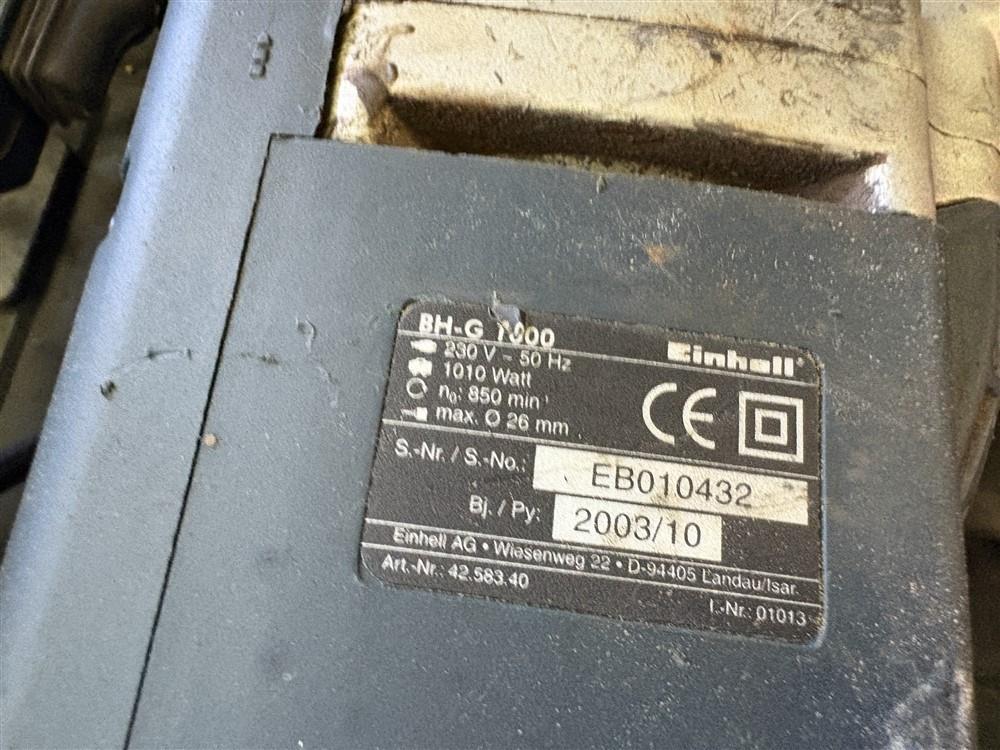 BH-G 1000
Einhell
230 V ~ 50 Hz
1010 Watt
n₀: 850 min⁻¹
max. Ø 26 mm
CE
S.-Nr. / S.-No.: EB010432
Bj. / Py: 2003/10
Einhell AG • Wiesenweg 22 • D-94405 Landau/Isar.
Art.-Nr.: 42.583.40
I.-Nr.: 01013